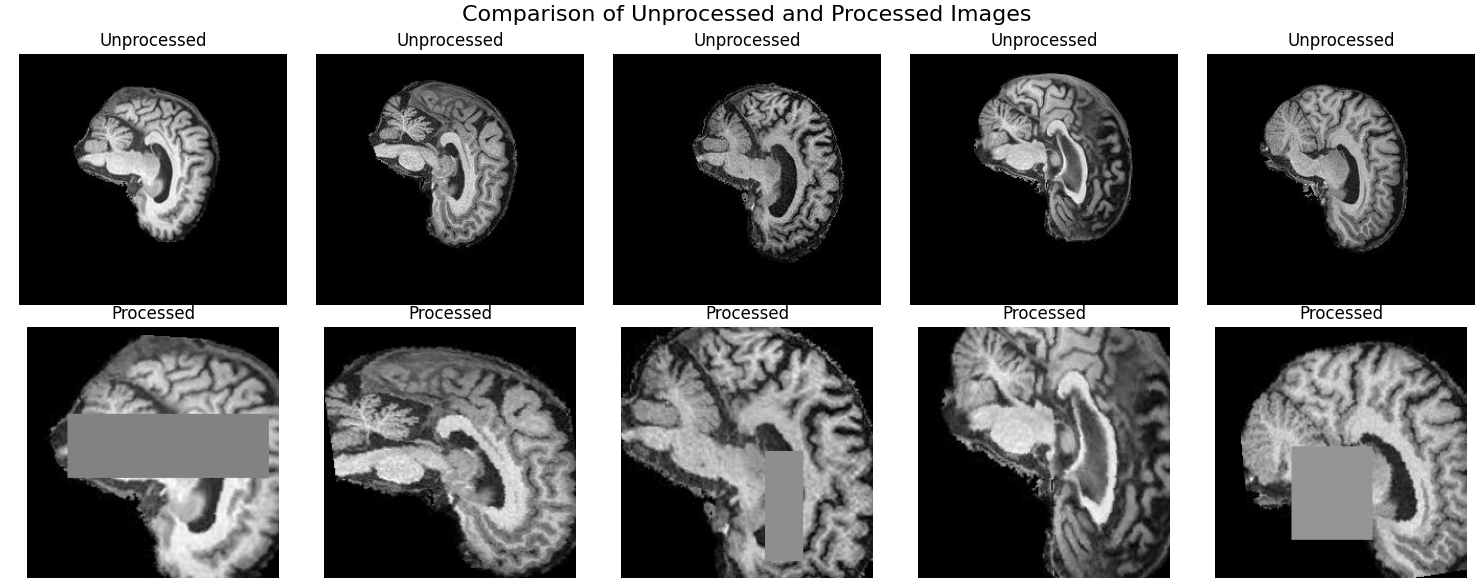 Comparison of Unprocessed and Processed Images
Unprocessed Unprocessed Unprocessed Unprocessed Unprocessed
Processed Processed Processed Processed Processed